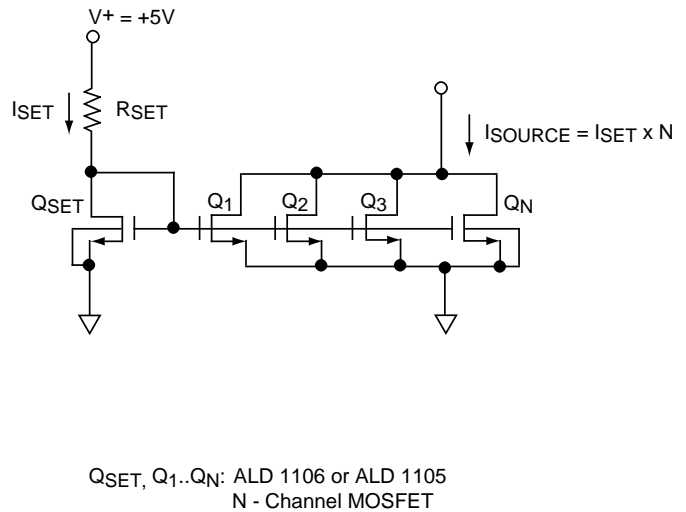 V+ = +5V
ISET
RSET
ISOURCE = ISET x N
QSET
Q1
Q2
Q3
QN
QSET, Q1..QN: ALD 1106 or ALD 1105
N - Channel MOSFET